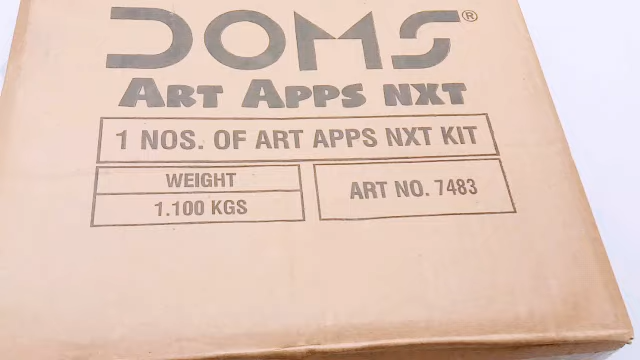 DOMS®
ART APPS NXT
1 NOS. OF ART APPS NXT KIT
WEIGHT
1.100 KGS
ART NO. 7483